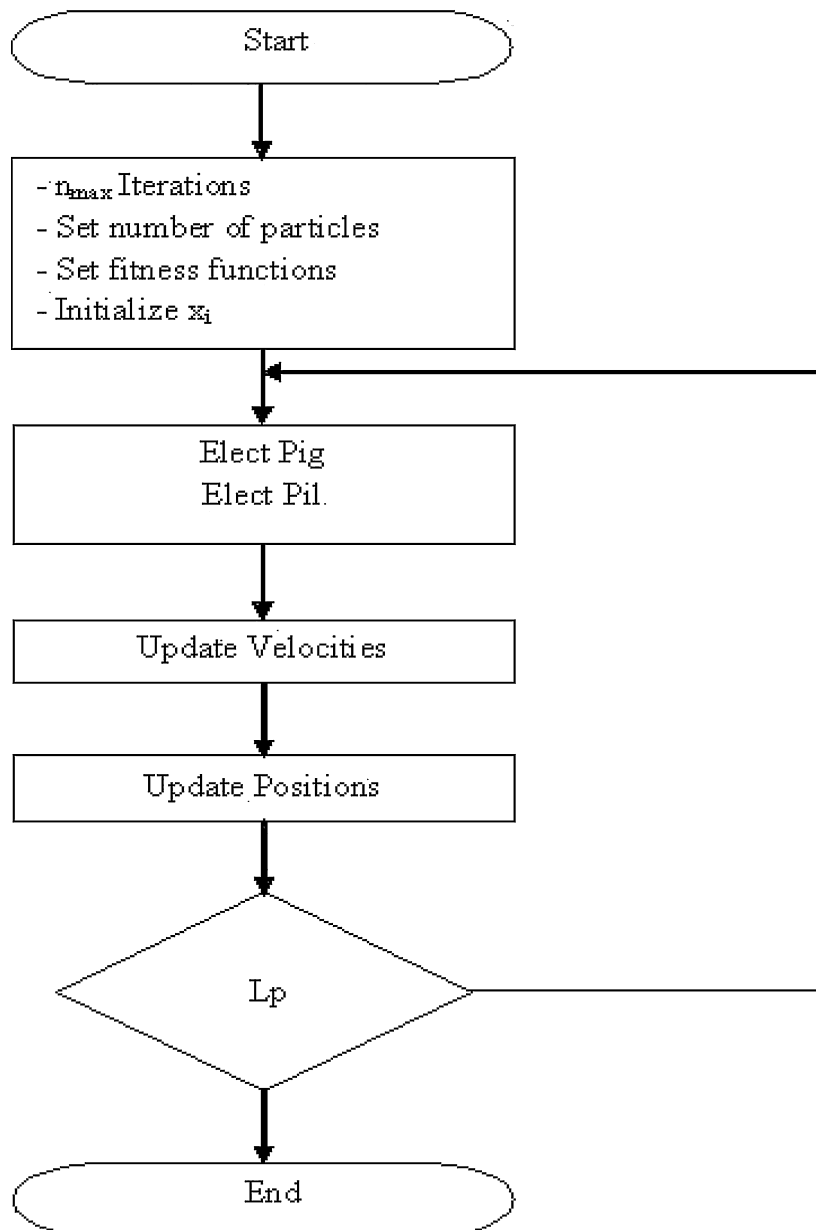 Start
- nmax Iterations
- Set number of particles
- Set fitness functions
- Initialize xi
Elect Pig
Elect Pil.
Update Velocities
Update Positions
Lp
End